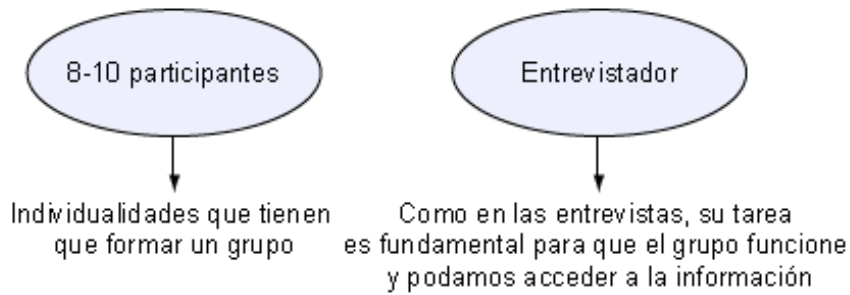 8-10 participantes
Entrevistador
Individualidades que tienen
que formar un grupo
Como en las entrevistas, su tarea
es fundamental para que el grupo funcione
y podamos acceder a la información